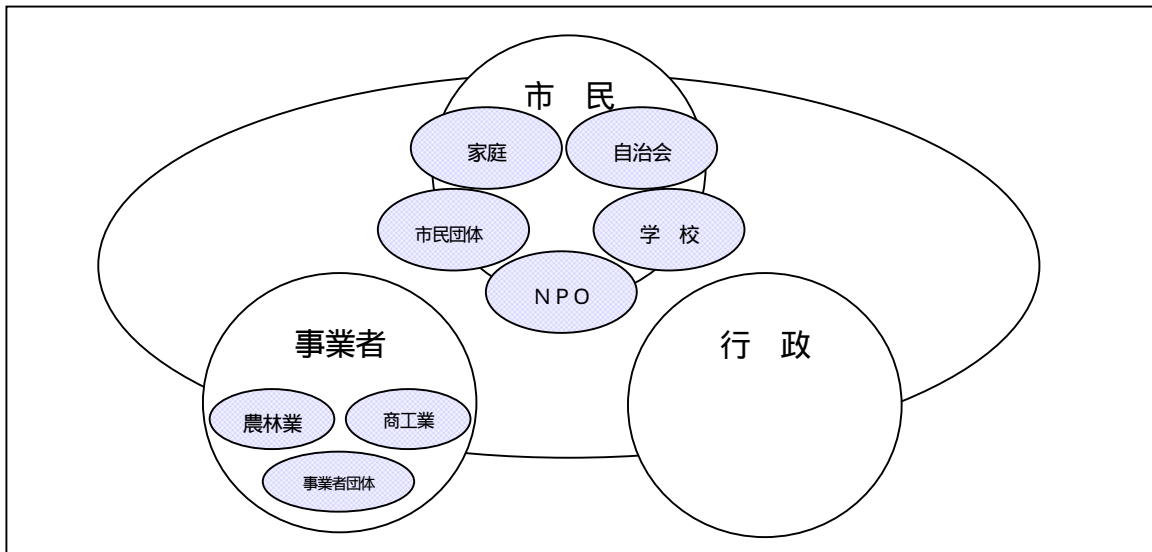 市　民
家庭
自治会
市民団体
学　校
ＮＰＯ
事業者
行　政
農林業
商工業
事業者団体